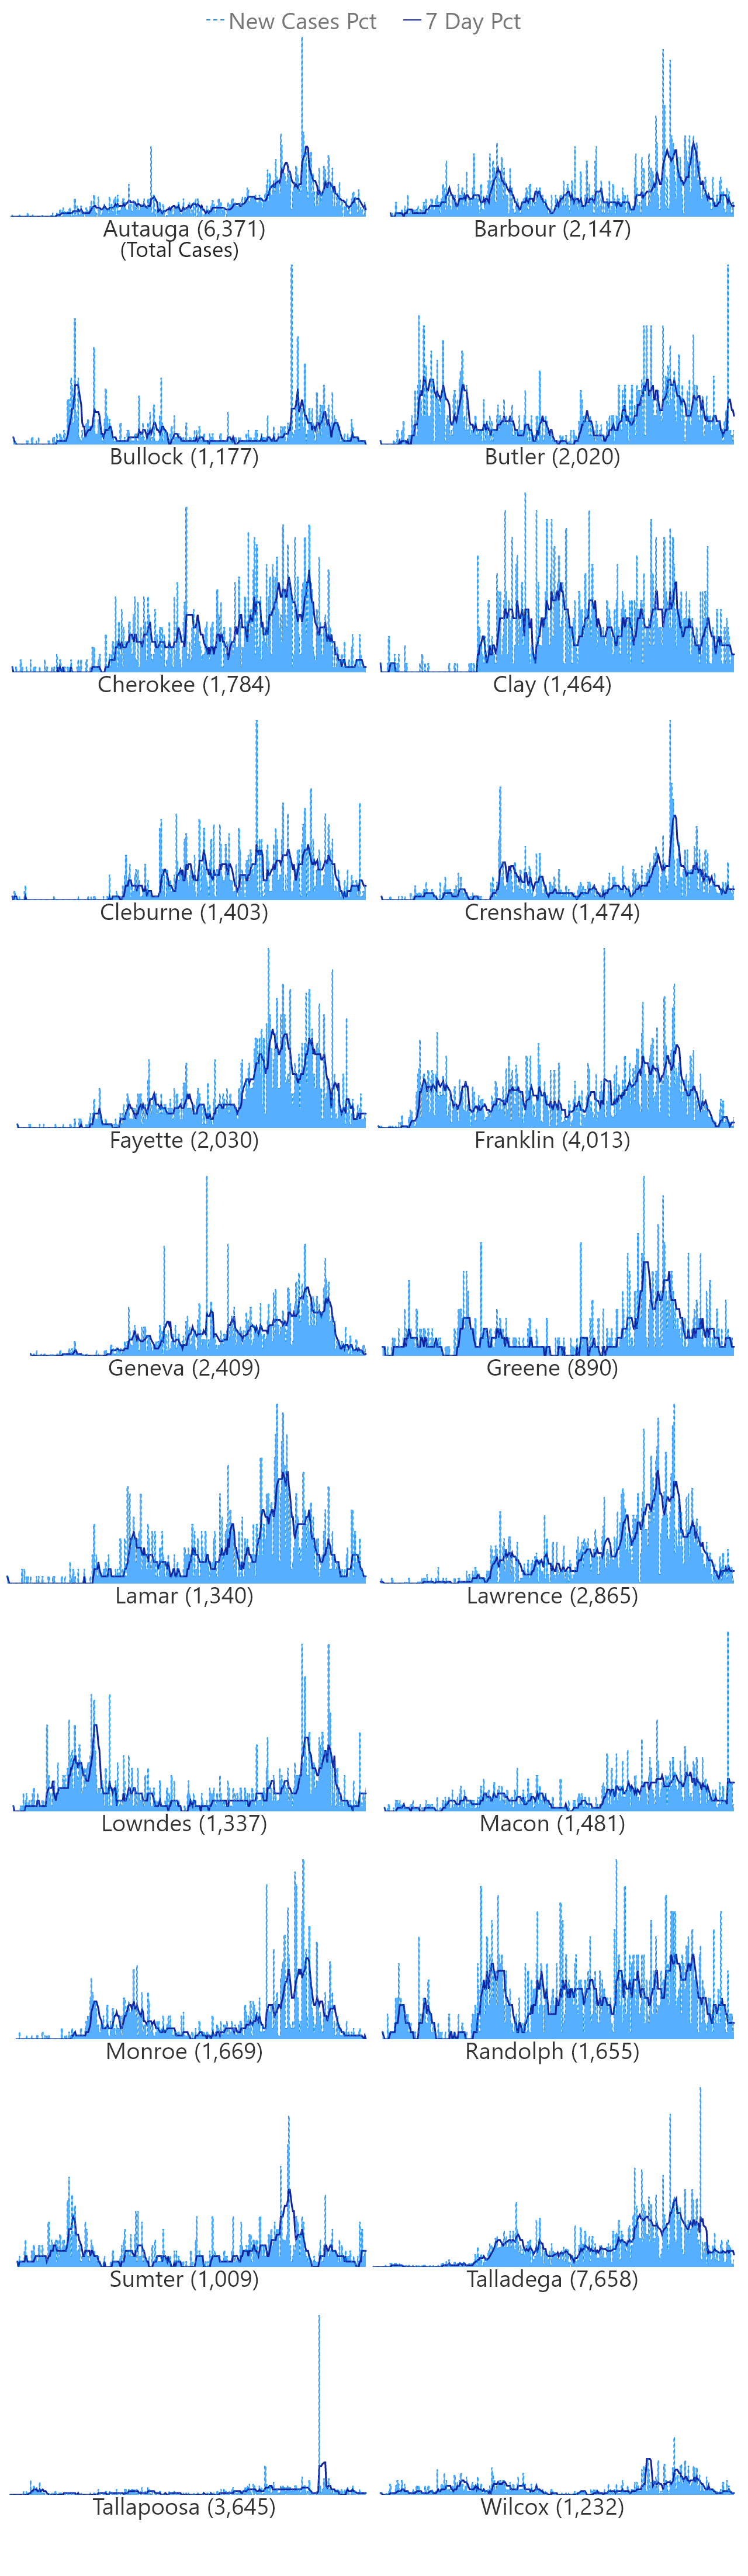 New Cases Pct 7 Day Pct
Autauga (6,371) Barbour (2,147)
(Total Cases)
Bullock (1,177) Butler (2,020)
Cherokee (1,784) Clay (1,464)
Cleburne (1,403) Crenshaw (1,474)
Fayette (2,030) Franklin (4,013)
Geneva (2,409) Greene (890)
Lamar (1,340) Lawrence (2,865)
Lowndes (1,337) Macon (1,481)
Monroe (1,669) Randolph (1,655)
Sumter (1,009) Talladega (7,658)
Tallapoosa (3,645) Wilcox (1,232)